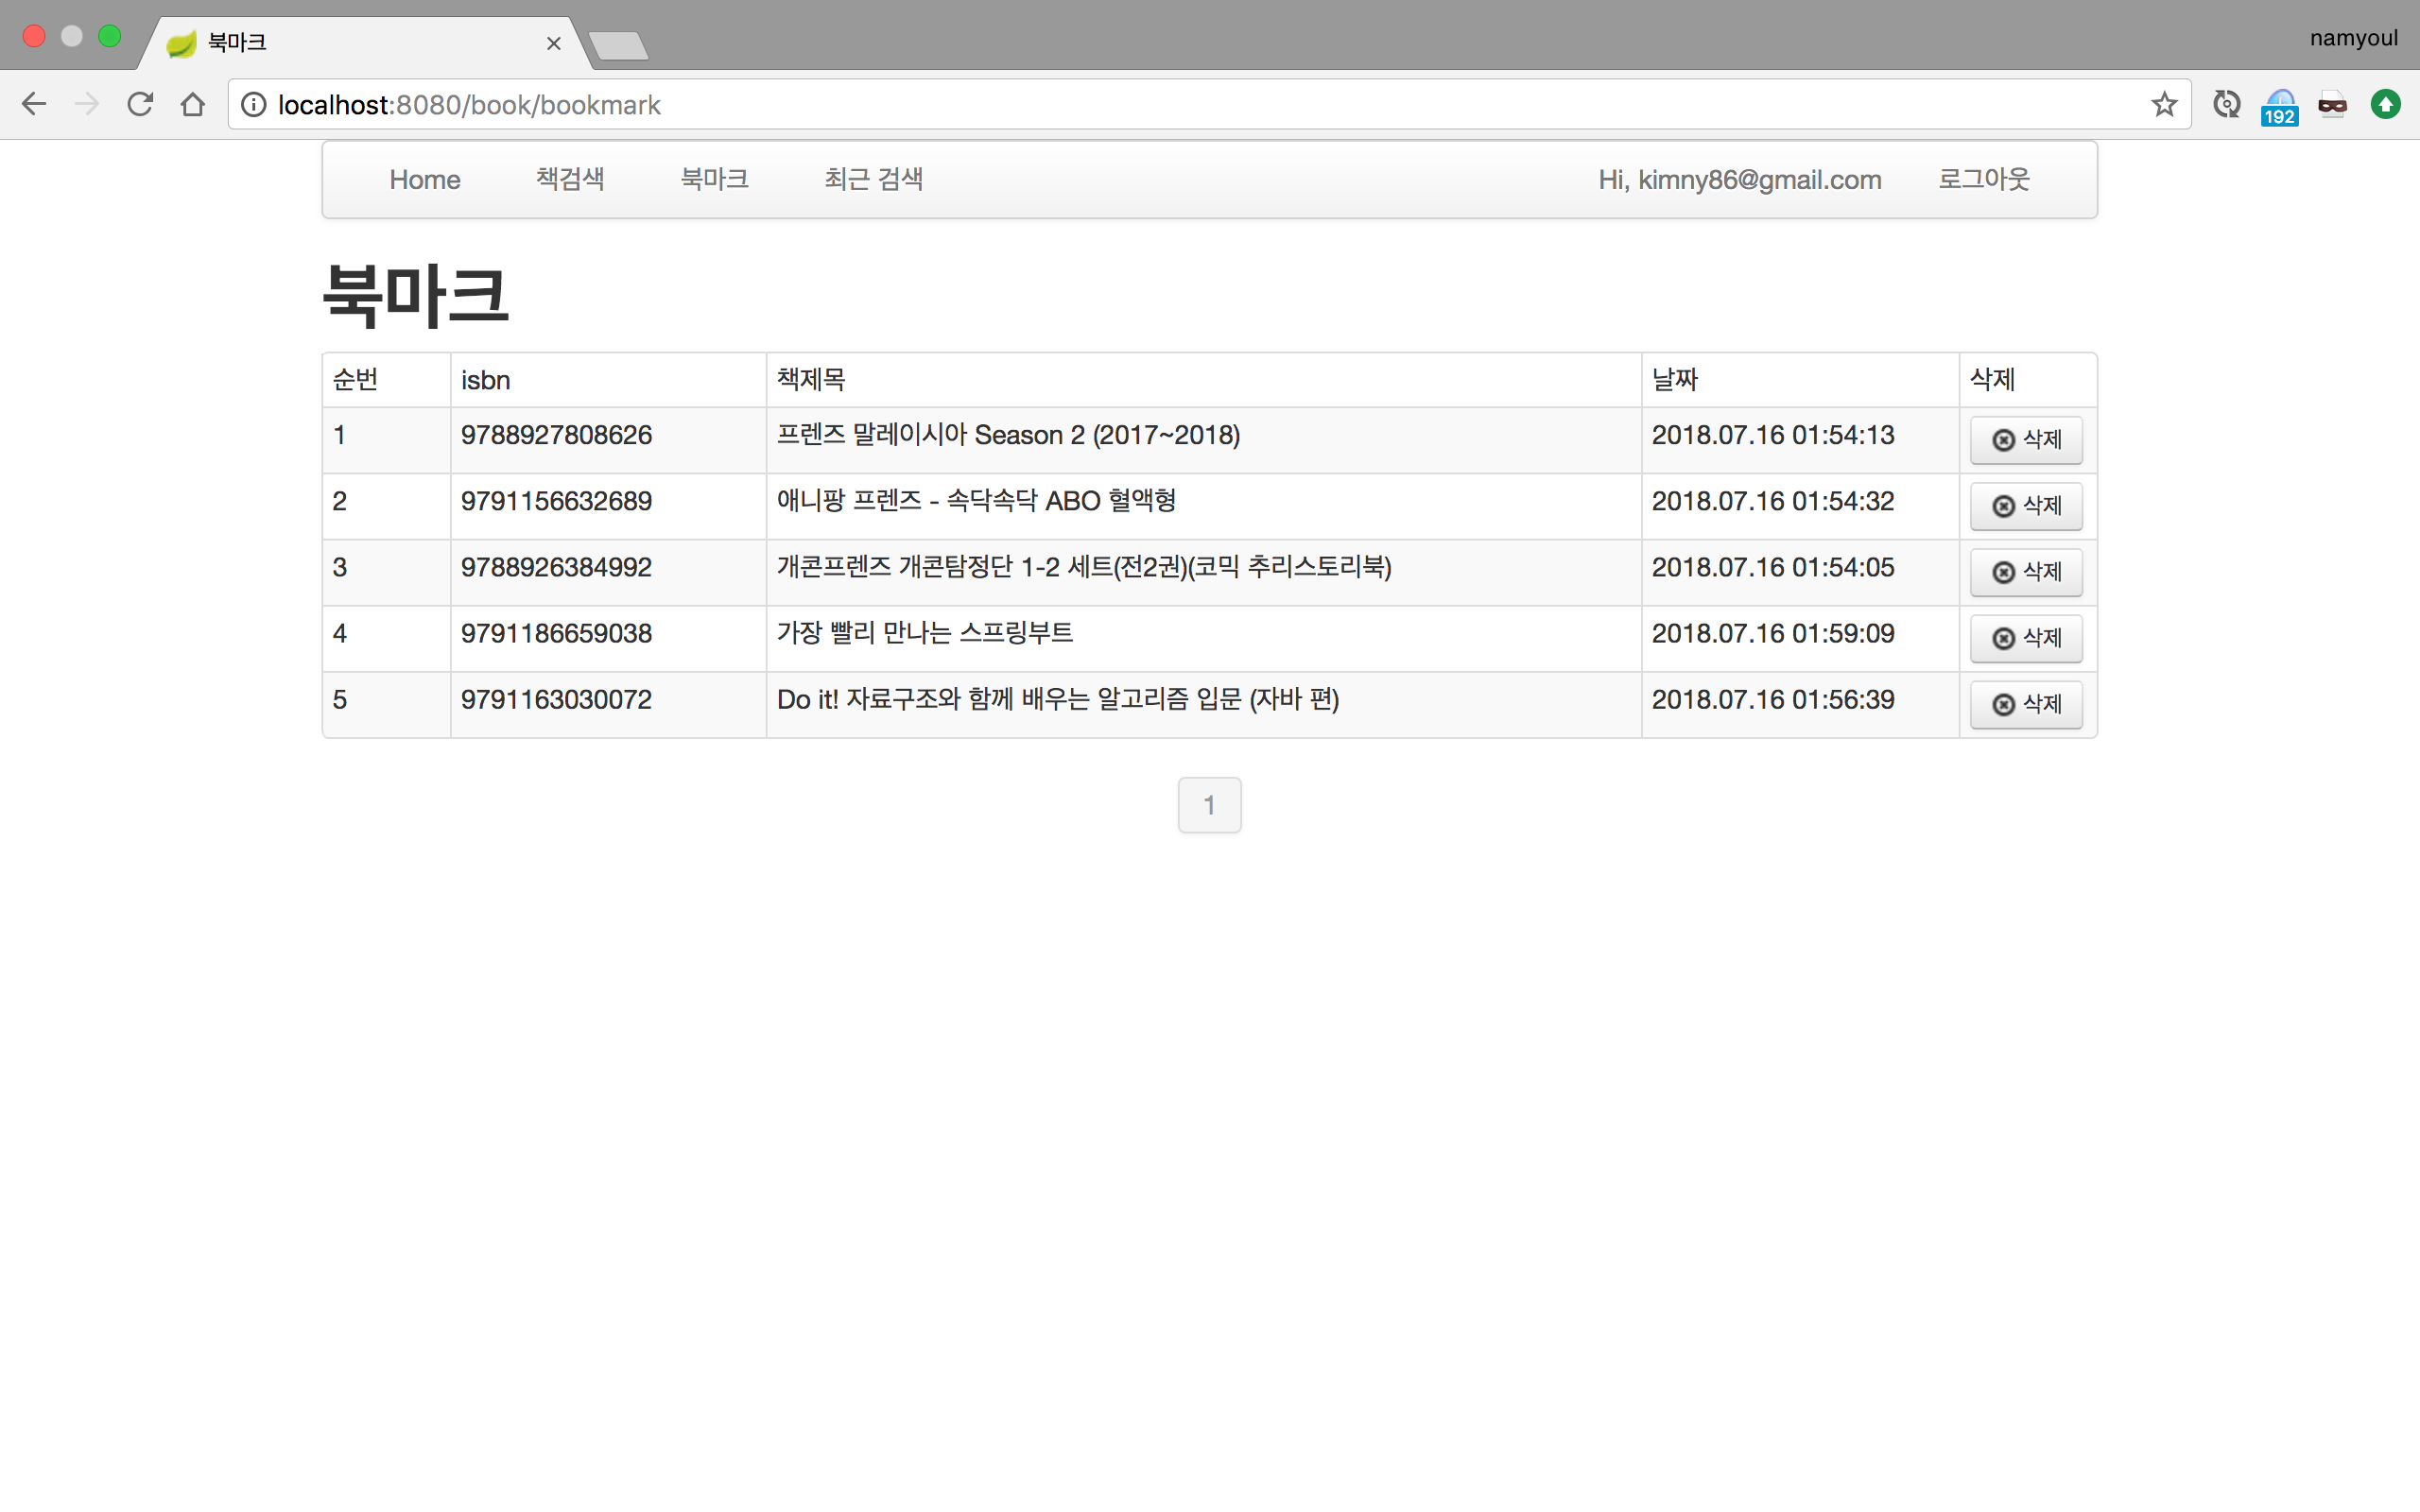 북마크
namyoul
localhost:8080/book/bookmark
192
Home 책검색 북마크 최근 검색 Hi, kimny86@gmail.com 로그아웃
북마크
순번 isbn 책제목 날짜 삭제
1 9788927808626 프렌즈 말레이시아 Season 2 (2017~2018) 2018.07.16 01:54:13 삭제
2 9791156632689 애니팡 프렌즈 - 속닥속닥 ABO 혈액형 2018.07.16 01:54:32 삭제
3 9788926384992 개콘프렌즈 개콘탐정단 1-2 세트(전2권)(코믹 추리스토리북) 2018.07.16 01:54:05 삭제
4 9791186659038 가장 빨리 만나는 스프링부트 2018.07.16 01:59:09 삭제
5 9791163030072 Do it! 자료구조와 함께 배우는 알고리즘 입문 (자바 편) 2018.07.16 01:56:39 삭제
1